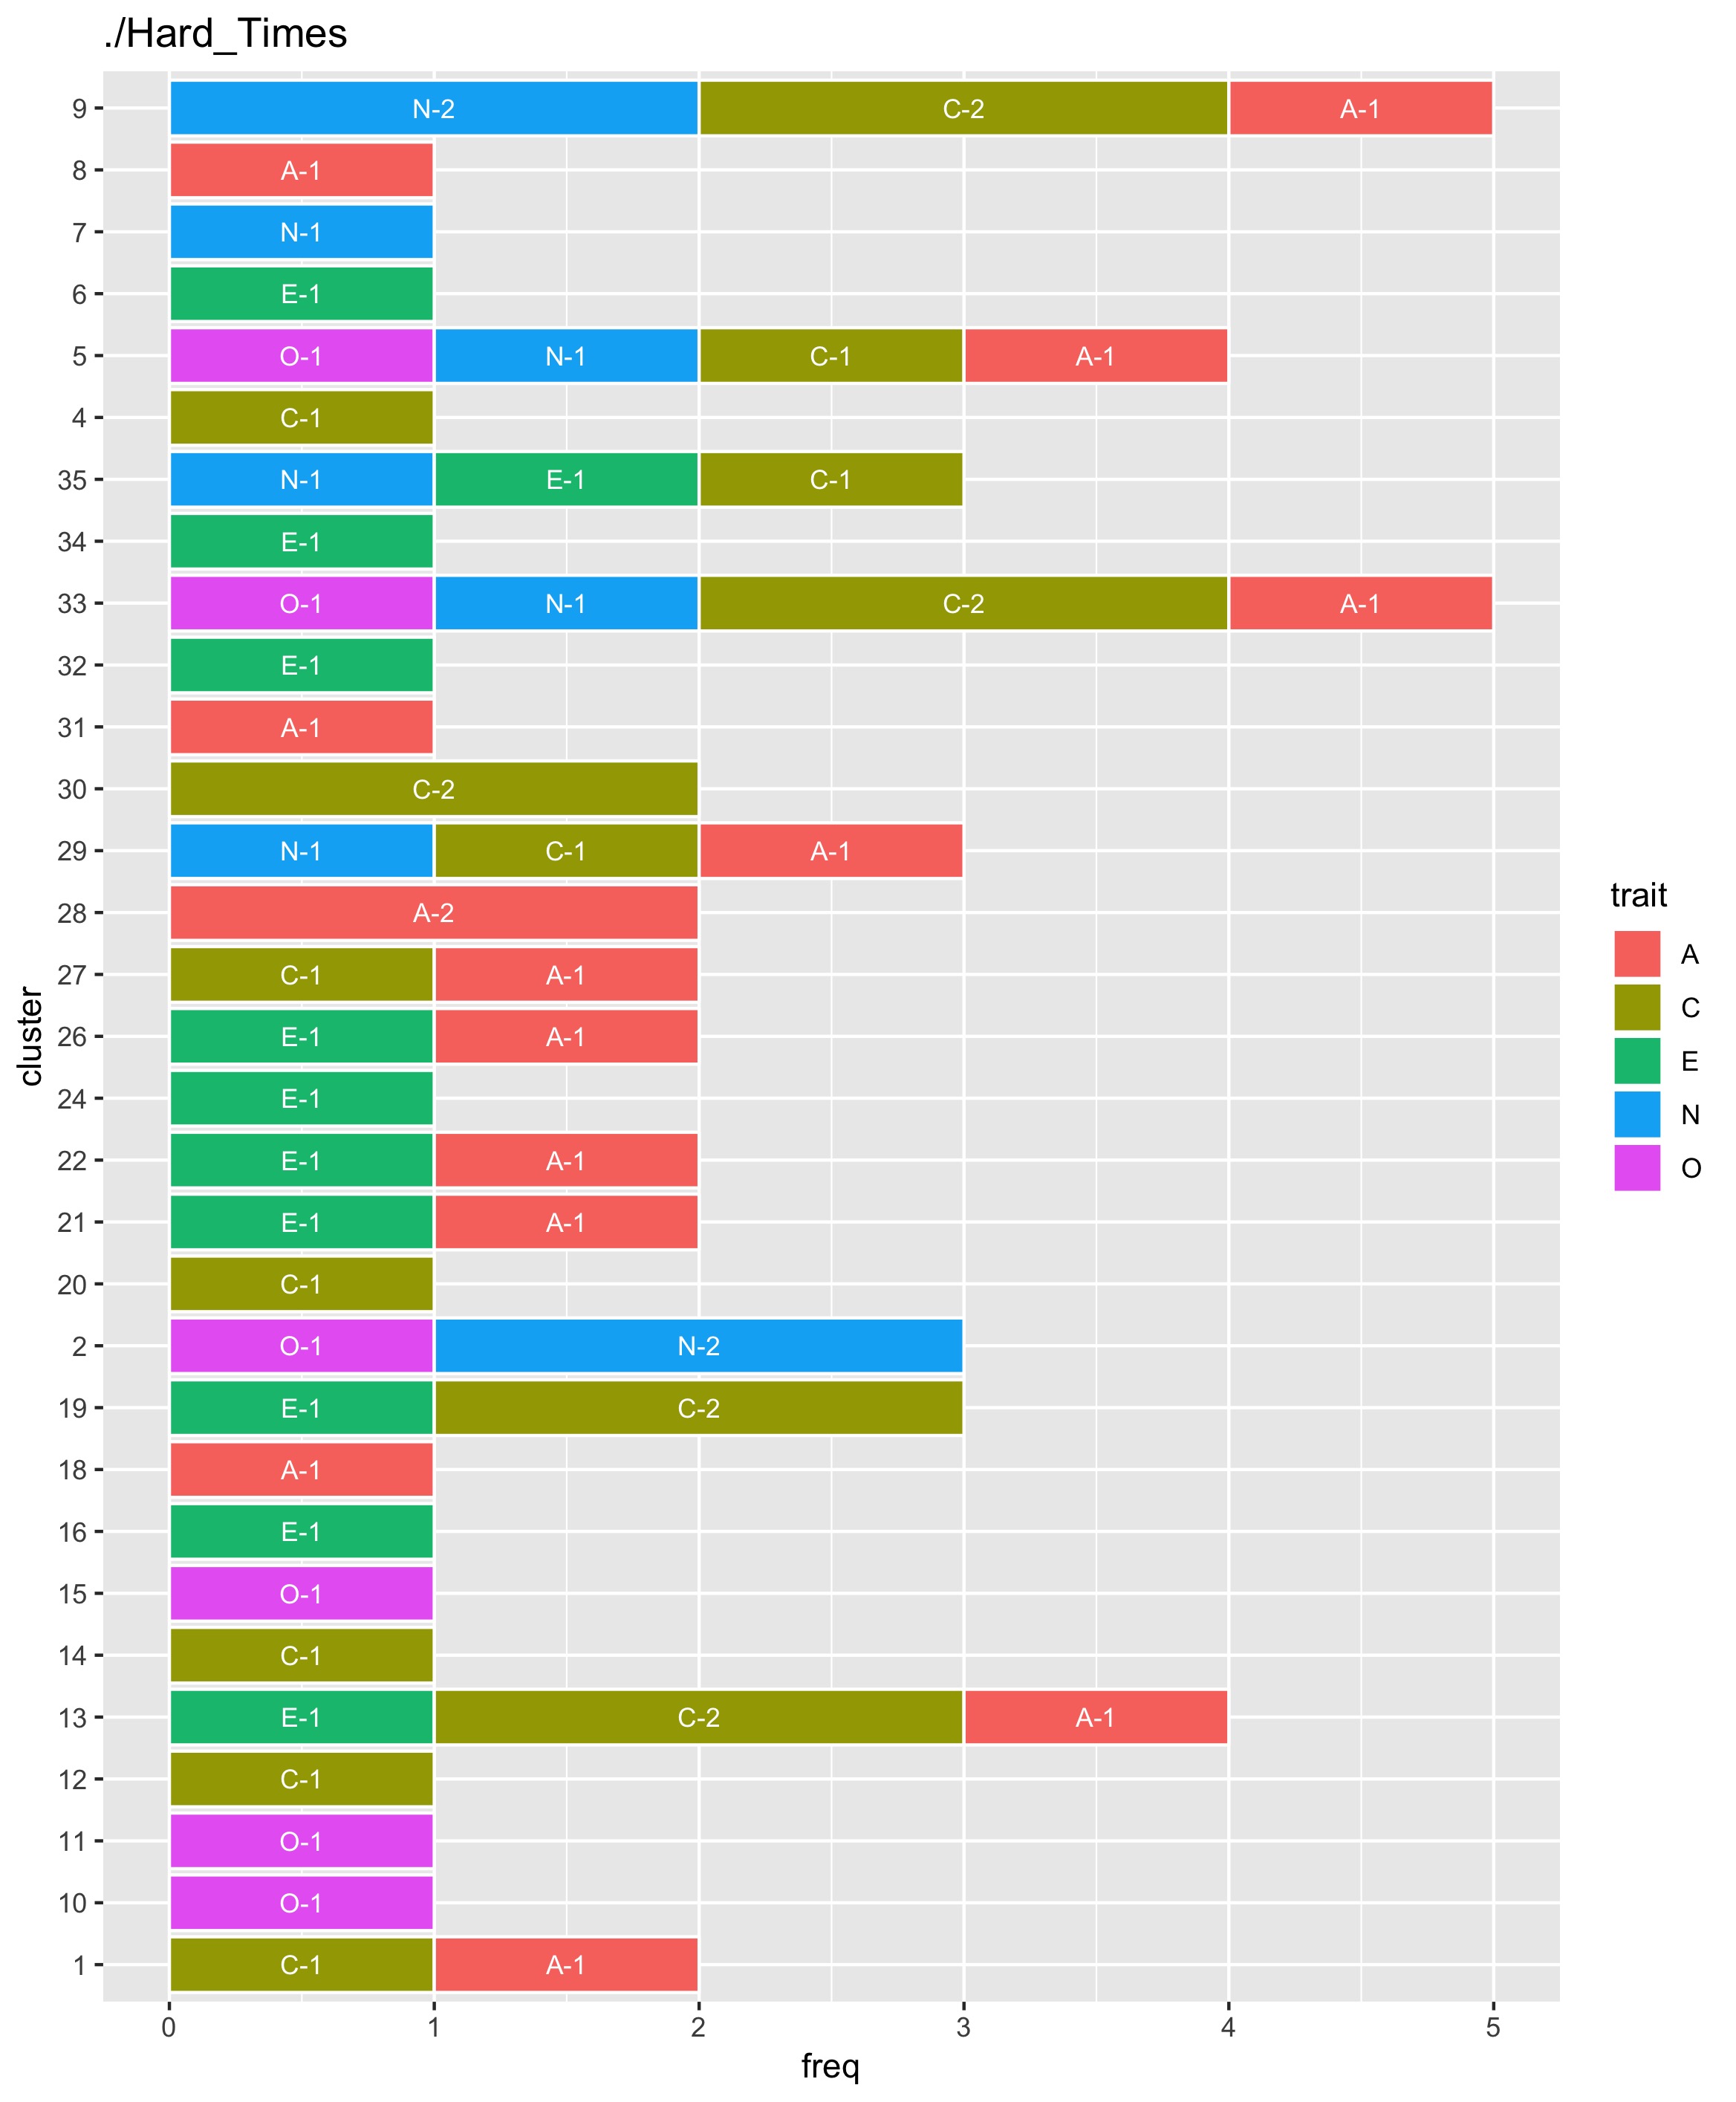 ./Hard_Times
9 N-2 C-2 A-1
8 A-1
7 N-1
6 E-1
5 O-1 N-1 C-1 A-1
4 C-1
35 N-1 E-1 C-1
34 E-1
33 O-1 N-1 C-2 A-1
32 E-1
31 A-1
30 C-2
29 N-1 C-1 A-1
28 A-2
27 C-1 A-1
26 E-1 A-1
24 E-1
22 E-1 A-1
21 E-1 A-1
20 C-1
2 O-1 N-2
19 E-1 C-2
18 A-1
16 E-1
15 O-1
14 C-1
13 E-1 C-2 A-1
12 C-1
11 O-1
10 O-1
1 C-1 A-1
0 1 2 3 4 5
freq
cluster
trait
A
C
E
N
O